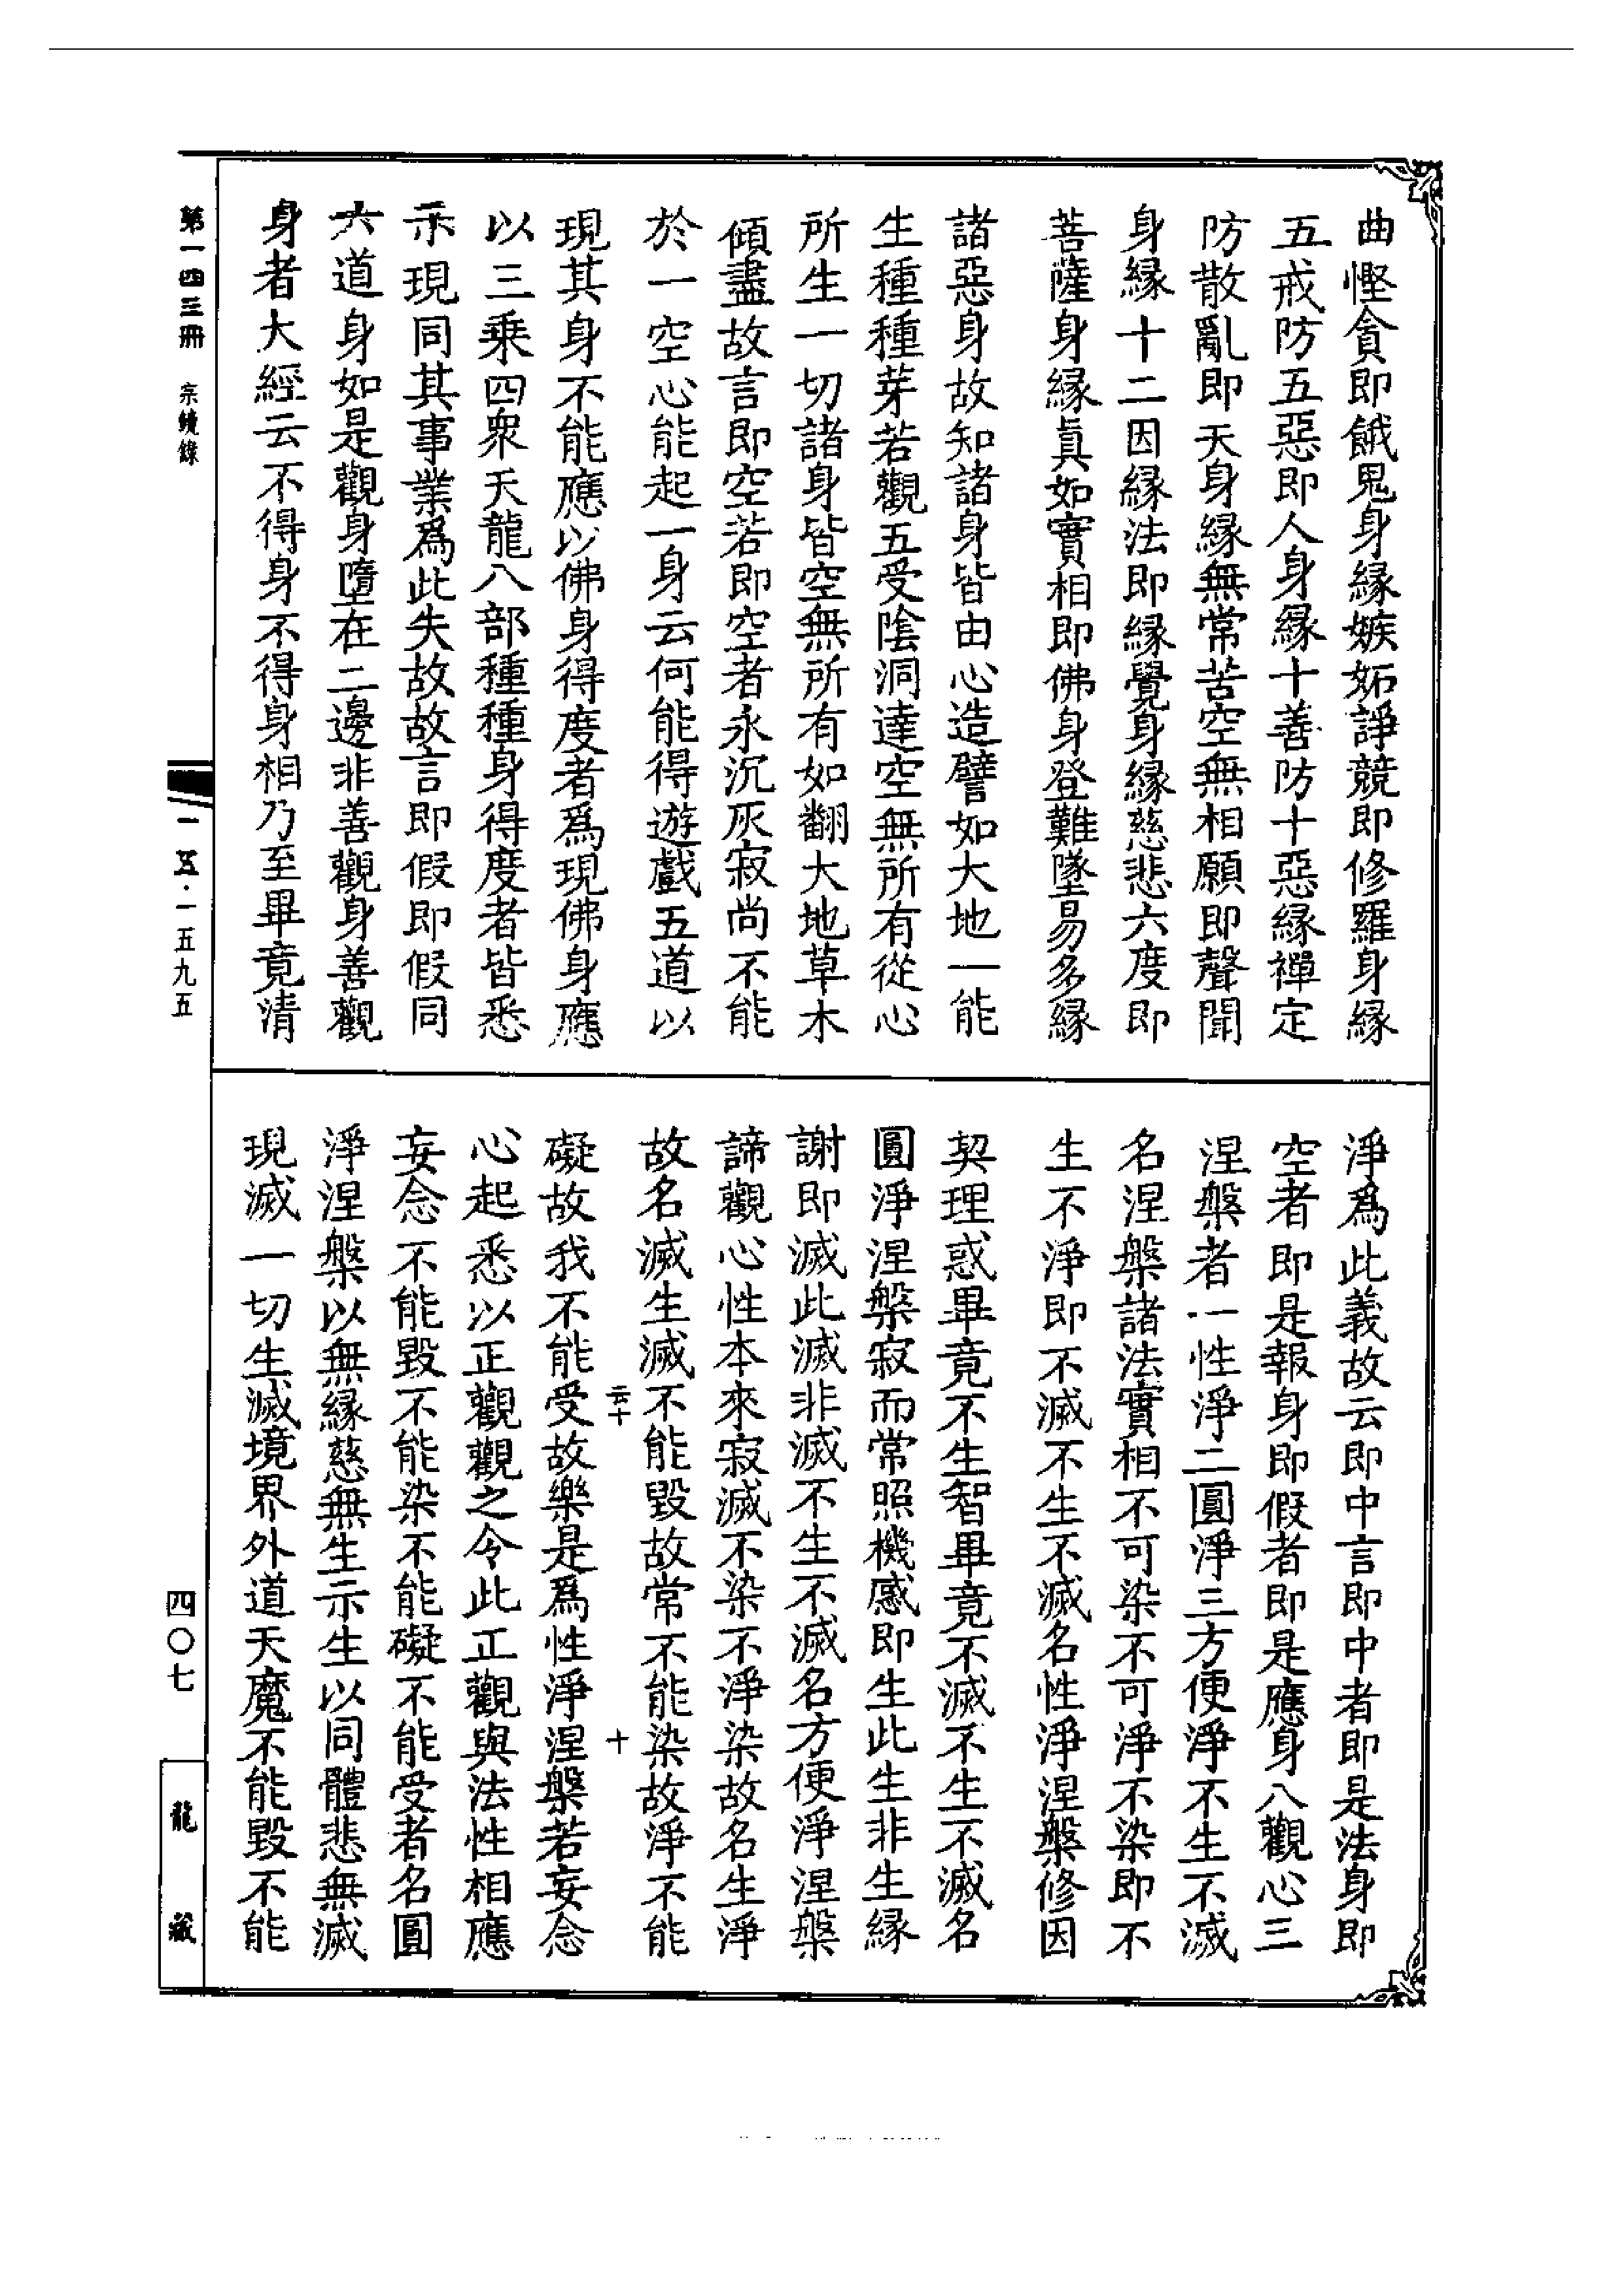 曲慳貪即餓鬼身緣嫉妬諍競即修羅身緣
五戒防五惡即人身緣十善防十惡緣禪定
防散亂即天身緣無常苦空無相願即聲聞
身緣十二因緣法即緣覺身緣慈悲六度即
菩薩身緣眞如實相即佛身登難墜易多緣
諸惡身故知諸身皆由心造譬如大地一能
生種種芽若觀五受陰洞達空無所有從心
所生一切諸身皆空無所有如翻大地草木
傾盡故言即空若即空者永沉灰寂尚不能
於一空心能起一身云何能得遊戲五道以
現其身不能應以佛身得度者爲現佛身應
以三乘四衆天龍八部種種身得度者皆悉
示現同其事業爲此失故故言即假即假同
六道身如是觀身墮在二邊非善觀身善觀
身者大經云不得身不得身相乃至畢竟清
淨爲此義故云即中言即中者即是法身即
空者即是報身即假者即是應身八觀心三
涅槃者一性淨二圓淨三方便淨不生不滅
名涅槃諸法實相不可染不可淨不染即不
生不淨即不滅不生不滅名性淨涅槃修因
契理惑畢竟不生智畢竟不滅不生不滅名
圓淨涅槃寂而常照機感即生此生非生緣
謝即滅此滅非滅不生不滅名方便淨涅槃
諦觀心性本來寂滅不染不淨染故名生淨
故名滅生滅不能毀故常不能染故淨不能
云十
十
礙故我不能受故樂是爲性淨涅槃若妄念
心起悉以正觀觀之令此正觀與法性相應
妄念不能毀不能染不能礙不能受者名圓
淨涅槃以無緣慈無生示生以同體悲無滅
現滅一切生滅境界外道天魔不能毀不能
第一四三冊 宗鏡錄
一五·一五九五
四〇七
龍藏